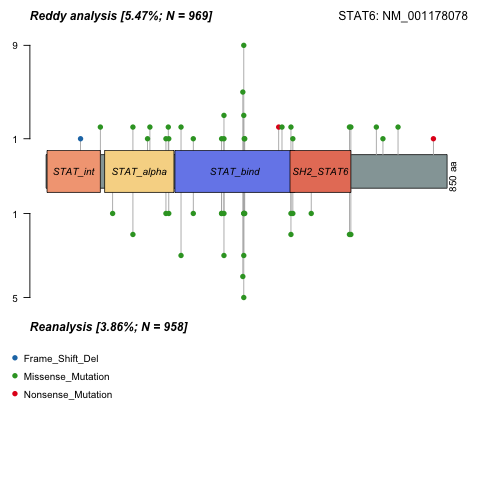 Reddy analysis [5.47%; N = 969]
STAT6: NM_001178078
9
1
STAT_int
STAT_alpha
STAT_bind
SH2_STAT6
850 aa
1
5
Reanalysis [3.86%; N = 958]
Frame_Shift_Del
Missense_Mutation
Nonsense_Mutation